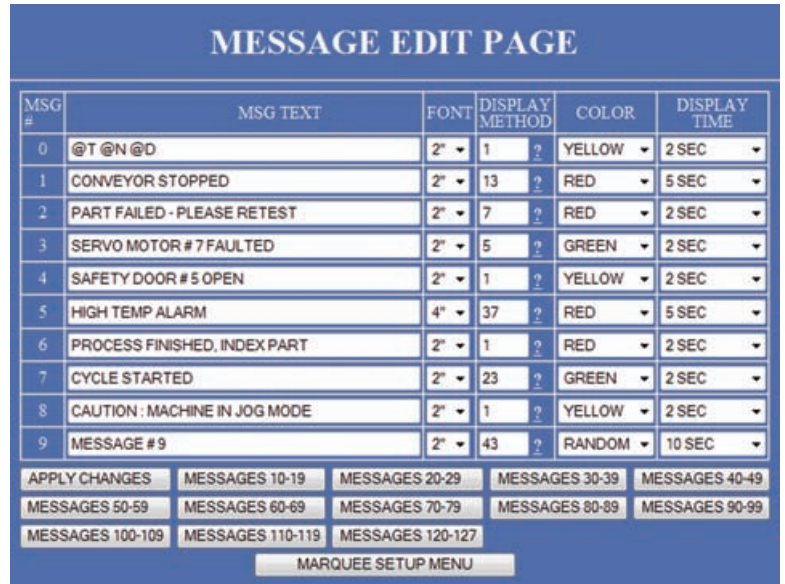 MESSAGE EDIT PAGE
MSG # MSG TEXT FONT DISPLAY METHOD COLOR DISPLAY TIME
0 @T @N @D 2" 1 ? YELLOW 2 SEC
1 CONVEYOR STOPPED 2" 13 ? RED 5 SEC
2 PART FAILED - PLEASE RETEST 2" 7 ? RED 2 SEC
3 SERVO MOTOR # 7 FAULTED 2" 5 ? GREEN 2 SEC
4 SAFETY DOOR # 5 OPEN 2" 1 ? YELLOW 2 SEC
5 HIGH TEMP ALARM 4" 37 ? RED 5 SEC
6 PROCESS FINISHED, INDEX PART 2" 1 ? RED 2 SEC
7 CYCLE STARTED 2" 23 ? GREEN 2 SEC
8 CAUTION : MACHINE IN JOG MODE 2" 1 ? YELLOW 2 SEC
9 MESSAGE # 9 2" 43 ? RANDOM 10 SEC
APPLY CHANGES MESSAGES 10-19 MESSAGES 20-29 MESSAGES 30-39 MESSAGES 40-49
MESSAGES 50-59 MESSAGES 60-69 MESSAGES 70-79 MESSAGES 80-89 MESSAGES 90-99
MESSAGES 100-109 MESSAGES 110-119 MESSAGES 120-127
MARQUEE SETUP MENU